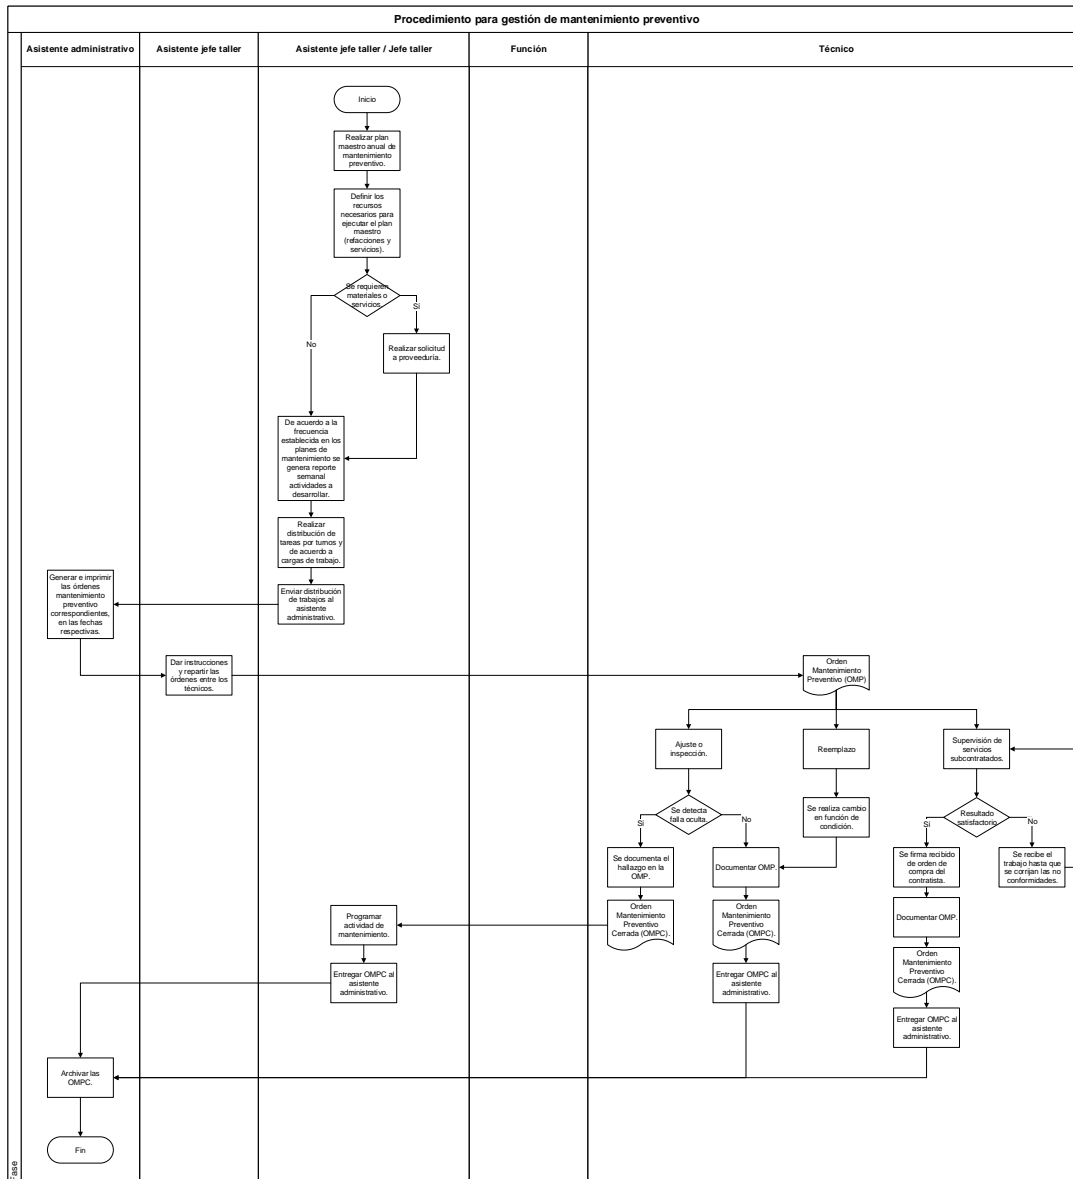 Procedimiento para gestión de mantenimiento preventivo
Asistente administrativo
Asistente jefe taller
Asistente jefe taller / Jefe taller
Función
Técnico
Inicio
Realizar plan
maestro anual de
mantenimiento
preventivo.
Definir los
recursos
necesarios para
ejecutar el plan
maestro
(refacciones y
servicios).
Se requieren
materiales o
servicios.
Sí
No
Realizar solicitud
a proveeduría.
De acuerdo a la
frecuencia
establecida en los
planes de
mantenimiento se
genera reporte
semanal
actividades a
desarrollar.
Realizar
distribución de
tareas por turnos y
de acuerdo a
cargas de trabajo.
Enviar distribución
de trabajos al
asistente
administrativo.
Generar e imprimir
las órdenes
mantenimiento
preventivo
correspondientes,
en las fechas
respectivas.
Dar instrucciones
y repartir las
órdenes entre los
técnicos.
Orden
Mantenimiento
Preventivo (OMP)
Ajuste o
inspección.
Reemplazo
Supervisión de
servicios
subcontratados.
Se detecta
falla oculta.
Sí
No
Se realiza cambio
en función de
condición.
Resultado
satisfactorio.
Sí
No
Se documenta el
hallazgo en la
OMP.
Documentar OMP.
Se firma recibido
de orden de
compra del
contratista.
Se recibe el
trabajo hasta que
se corrijan las no
conformidades.
Orden
Mantenimiento
Preventivo
Cerrada (OMPC).
Orden
Mantenimiento
Preventivo
Cerrada (OMPC).
Documentar OMP.
Programar
actividad de
mantenimiento.
Orden
Mantenimiento
Preventivo
Cerrada (OMPC).
Entregar OMPC al
asistente
administrativo.
Entregar OMPC al
asistente
administrativo.
Entregar OMPC al
asistente
administrativo.
Archivar las
OMPC.
Fin
Fase